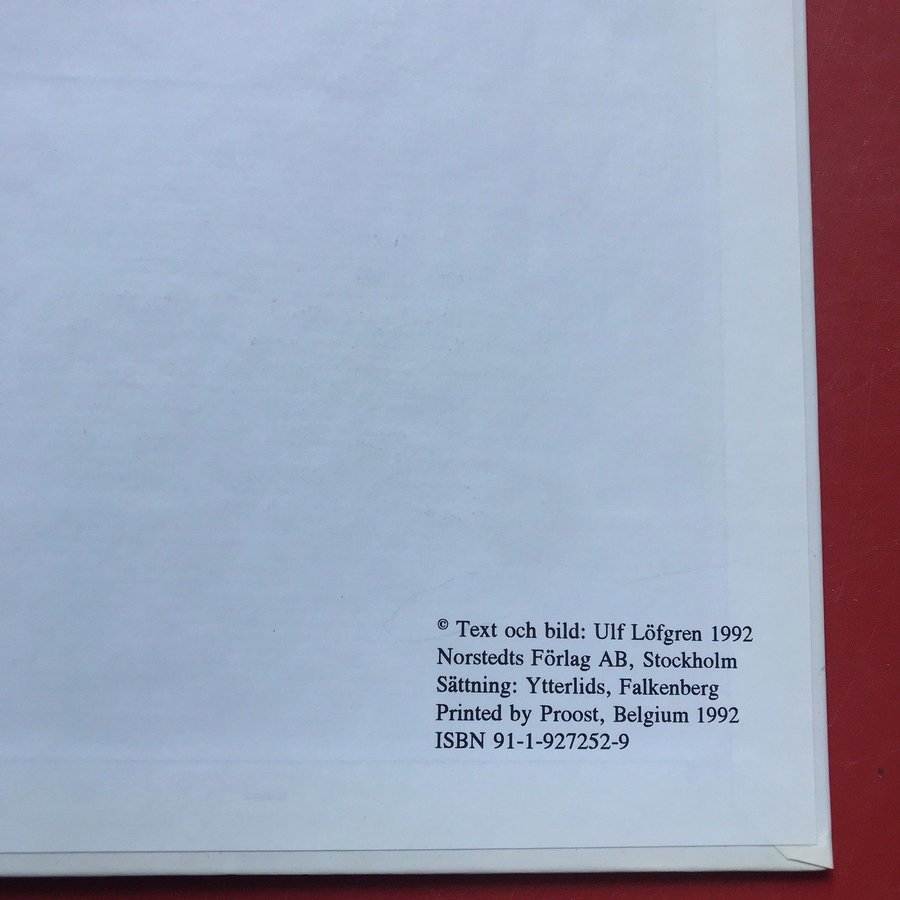 © Text och bild: Ulf Löfgren 1992
Norstedts Förlag AB, Stockholm
Sättning: Ytterlids, Falkenberg
Printed by Proost, Belgium 1992
ISBN 91-1-927252-9